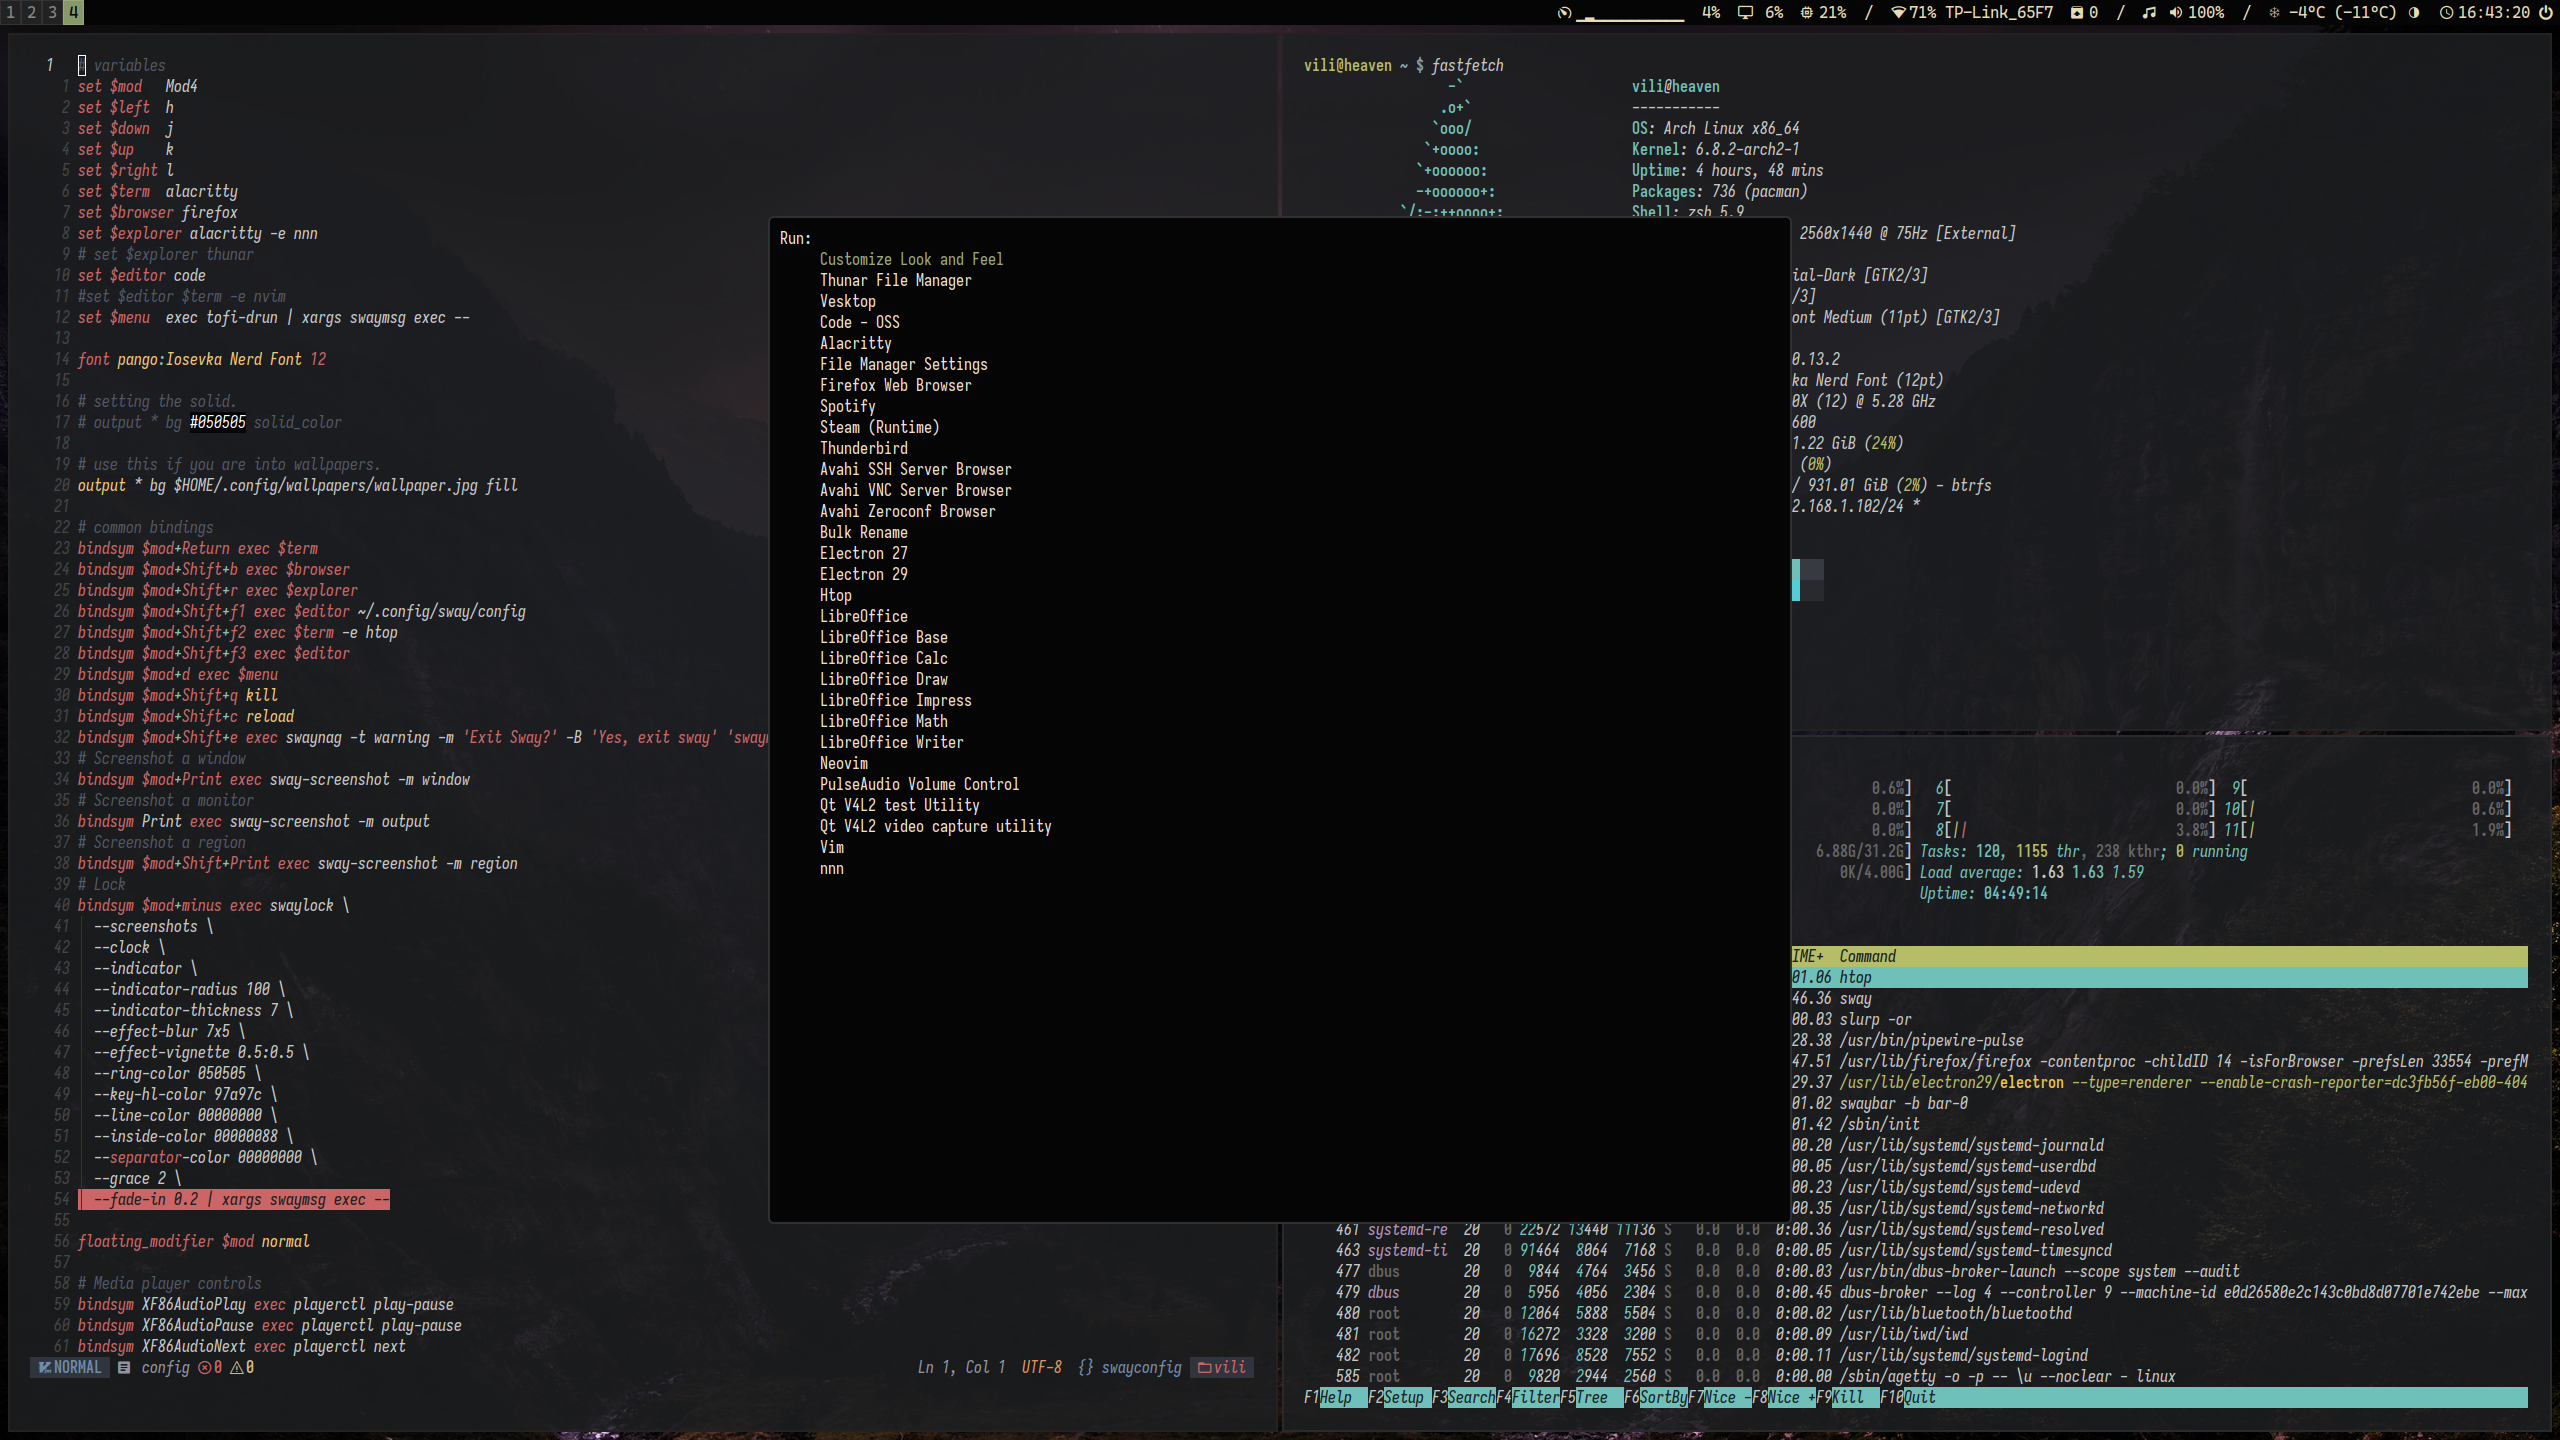 1 2 3 4
4% 6% 21% / 71% TP-Link_65F7 0 / 100% / -4°C (-11°C) 16:43:20
1 # variables
1 set $mod Mod4
2 set $left h
3 set $down j
4 set $up k
5 set $right l
6 set $term alacritty
7 set $browser firefox
8 set $explorer alacritty -e nnn
9 # set $explorer thunar
10 set $editor code
11 #set $editor $term -e nvim
12 set $menu exec tofi-drun | xargs swaymsg exec --
13
14 font pango:Iosevka Nerd Font 12
15
16 # setting the solid.
17 # output * bg #050505 solid_color
18
19 # use this if you are into wallpapers.
20 output * bg $HOME/.config/wallpapers/wallpaper.jpg fill
21
22 # common bindings
23 bindsym $mod+Return exec $term
24 bindsym $mod+Shift+b exec $browser
25 bindsym $mod+Shift+r exec $explorer
26 bindsym $mod+Shift+f1 exec $editor ~/.config/sway/config
27 bindsym $mod+Shift+f2 exec $term -e htop
28 bindsym $mod+Shift+f3 exec $editor
29 bindsym $mod+d exec $menu
30 bindsym $mod+Shift+q kill
31 bindsym $mod+Shift+c reload
32 bindsym $mod+Shift+e exec swaynag -t warning -m 'Exit Sway?' -B 'Yes, exit sway' 'sway
33 # Screenshot a window
34 bindsym $mod+Print exec sway-screenshot -m window
35 # Screenshot a monitor
36 bindsym Print exec sway-screenshot -m output
37 # Screenshot a region
38 bindsym $mod+Shift+Print exec sway-screenshot -m region
39 # Lock
40 bindsym $mod+minus exec swaylock \
41 --screenshots \
42 --clock \
43 --indicator \
44 --indicator-radius 100 \
45 --indicator-thickness 7 \
46 --effect-blur 7x5 \
47 --effect-vignette 0.5:0.5 \
48 --ring-color 050505 \
49 --key-hl-color 97a97c \
50 --line-color 00000000 \
51 --inside-color 00000088 \
52 --separator-color 00000000 \
53 --grace 2 \
54 --fade-in 0.2 | xargs swaymsg exec --
55
56 floating_modifier $mod normal
57
58 # Media player controls
59 bindsym XF86AudioPlay exec playerctl play-pause
60 bindsym XF86AudioPause exec playerctl play-pause
61 bindsym XF86AudioNext exec playerctl next
NORMAL config 0 0 Ln 1, Col 1 UTF-8 {} swayconfig vili
Run:
Customize Look and Feel
Thunar File Manager
Vesktop
Code - OSS
Alacritty
File Manager Settings
Firefox Web Browser
Spotify
Steam (Runtime)
Thunderbird
Avahi SSH Server Browser
Avahi VNC Server Browser
Avahi Zeroconf Browser
Bulk Rename
Electron 27
Electron 29
Htop
LibreOffice
LibreOffice Base
LibreOffice Calc
LibreOffice Draw
LibreOffice Impress
LibreOffice Math
LibreOffice Writer
Neovim
PulseAudio Volume Control
Qt V4L2 test Utility
Qt V4L2 video capture utility
Vim
nnn
vili@heaven ~ $ fastfetch
-` vili@heaven
.o+` -----------
`ooo/ OS: Arch Linux x86_64
`+oooo: Kernel: 6.8.2-arch2-1
`+oooooo: Uptime: 4 hours, 48 mins
-+oooooo+: Packages: 736 (pacman)
`/:-:++oooo+: Shell: zsh 5.9
2560x1440 @ 75Hz [External]
ial-Dark [GTK2/3]
/3]
ont Medium (11pt) [GTK2/3]
0.13.2
ka Nerd Font (12pt)
0X (12) @ 5.28 GHz
600
1.22 GiB (24%)
(0%)
/ 931.01 GiB (2%) - btrfs
2.168.1.102/24 *
0.6%] 6[ 0.0%] 9[ 0.0%]
0.0%] 7[ 0.0%] 10[| 0.6%]
0.0%] 8[|| 3.8%] 11[| 1.9%]
6.88G/31.2G] Tasks: 120, 1155 thr, 238 kthr; 0 running
0K/4.00G] Load average: 1.63 1.63 1.59
Uptime: 04:49:14
IME+ Command
01.06 htop
46.36 sway
00.03 slurp -or
28.38 /usr/bin/pipewire-pulse
47.51 /usr/lib/firefox/firefox -contentproc -childID 14 -isForBrowser -prefsLen 33554 -prefM
29.37 /usr/lib/electron29/electron --type=renderer --enable-crash-reporter=dc3fb56f-eb00-404
01.02 swaybar -b bar-0
01.42 /sbin/init
00.20 /usr/lib/systemd/systemd-journald
00.05 /usr/lib/systemd/systemd-userdbd
00.23 /usr/lib/systemd/systemd-udevd
00.35 /usr/lib/systemd/systemd-networkd
461 systemd-re 20 0 22572 13440 11136 S 0.0 0.0 0:00.36 /usr/lib/systemd/systemd-resolved
463 systemd-ti 20 0 91464 8064 7168 S 0.0 0.0 0:00.05 /usr/lib/systemd/systemd-timesyncd
477 dbus 20 0 9844 4764 3456 S 0.0 0.0 0:00.03 /usr/bin/dbus-broker-launch --scope system --audit
479 dbus 20 0 5956 4056 2304 S 0.0 0.0 0:00.45 dbus-broker --log 4 --controller 9 --machine-id e0d26580e2c143c0bd8d07701e742ebe --max
480 root 20 0 12064 5888 5504 S 0.0 0.0 0:00.02 /usr/lib/bluetooth/bluetoothd
481 root 20 0 16272 3328 3200 S 0.0 0.0 0:00.09 /usr/lib/iwd/iwd
482 root 20 0 17696 8528 7552 S 0.0 0.0 0:00.11 /usr/lib/systemd/systemd-logind
585 root 20 0 9820 2944 2560 S 0.0 0.0 0:00.00 /sbin/agetty -o -p -- \u --noclear - linux
F1Help F2Setup F3SearchF4FilterF5Tree F6SortByF7Nice -F8Nice +F9Kill F10Quit